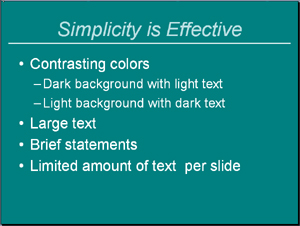 Simplicity is Effective
• Contrasting colors
–Dark background with light text
–Light background with dark text
• Large text
• Brief statements
• Limited amount of text  per slide